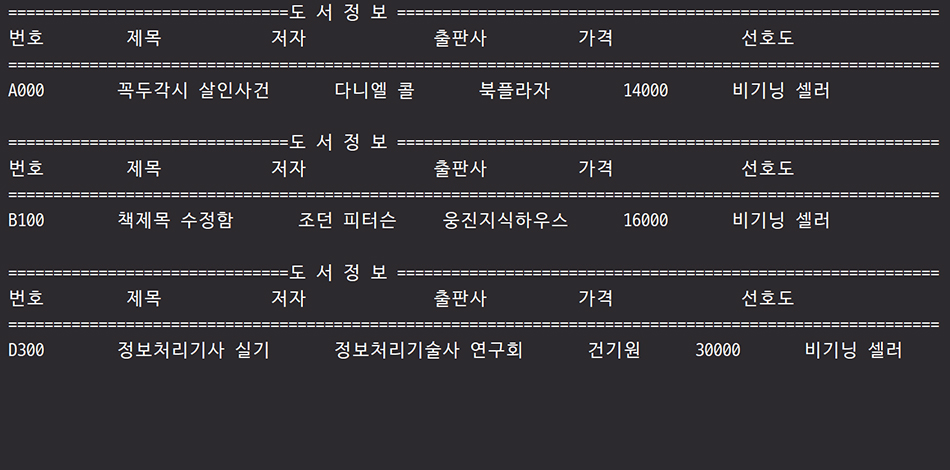 ===============================도 서 정 보 ============================================================
번호 제목 저자 출판사 가격 선호도
=======================================================================================================
A000 꼭두각시 살인사건 다니엘 콜 북플라자 14000 비기닝 셀러
===============================도 서 정 보 ============================================================
번호 제목 저자 출판사 가격 선호도
=======================================================================================================
B100 책제목 수정함 조던 피터슨 웅진지식하우스 16000 비기닝 셀러
===============================도 서 정 보 ============================================================
번호 제목 저자 출판사 가격 선호도
=======================================================================================================
D300 정보처리기사 실기 정보처리기술사 연구회 건기원 30000 비기닝 셀러